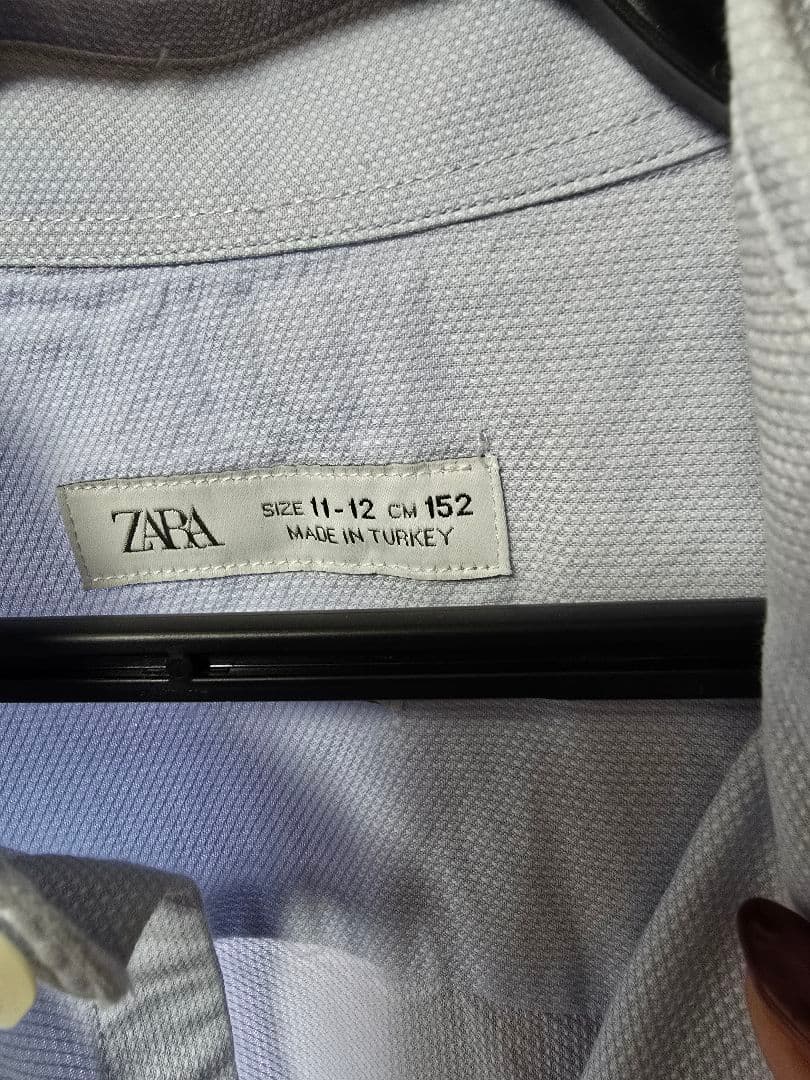 ZARA
SIZE 11-12 CM 152
MADE IN TURKEY